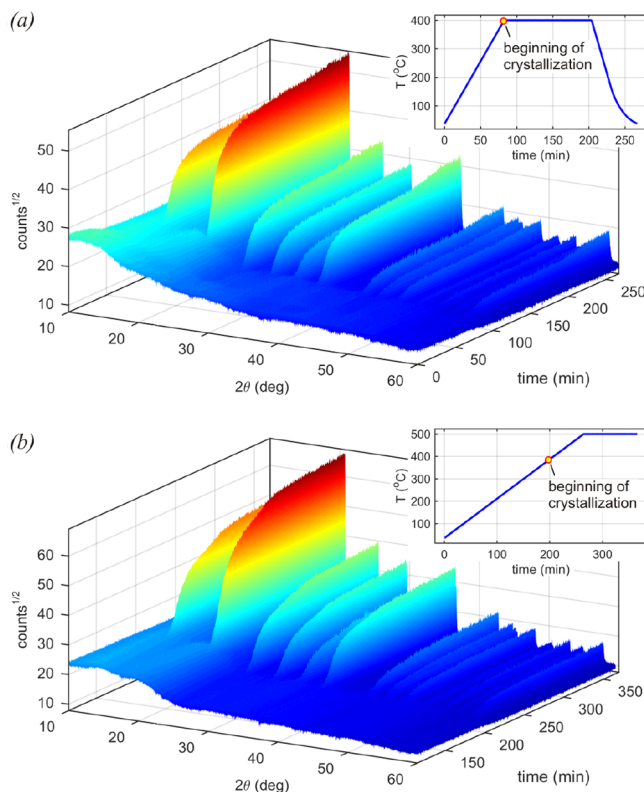 (a)
400
300
200
100
T (°C)
beginning of
crystallization
0 50 100 150 200 250
time (min)
50
40
30
20
10
counts1/2
10 20 30 40 50 60
2θ (deg)
0 50 100 150 200 250
time (min)
(b)
500
400
300
200
100
T (°C)
beginning of
crystallization
0 100 200 300
time (min)
60
50
40
30
20
10
counts1/2
10 20 30 40 50 60
2θ (deg)
150 200 250 300 350
time (min)